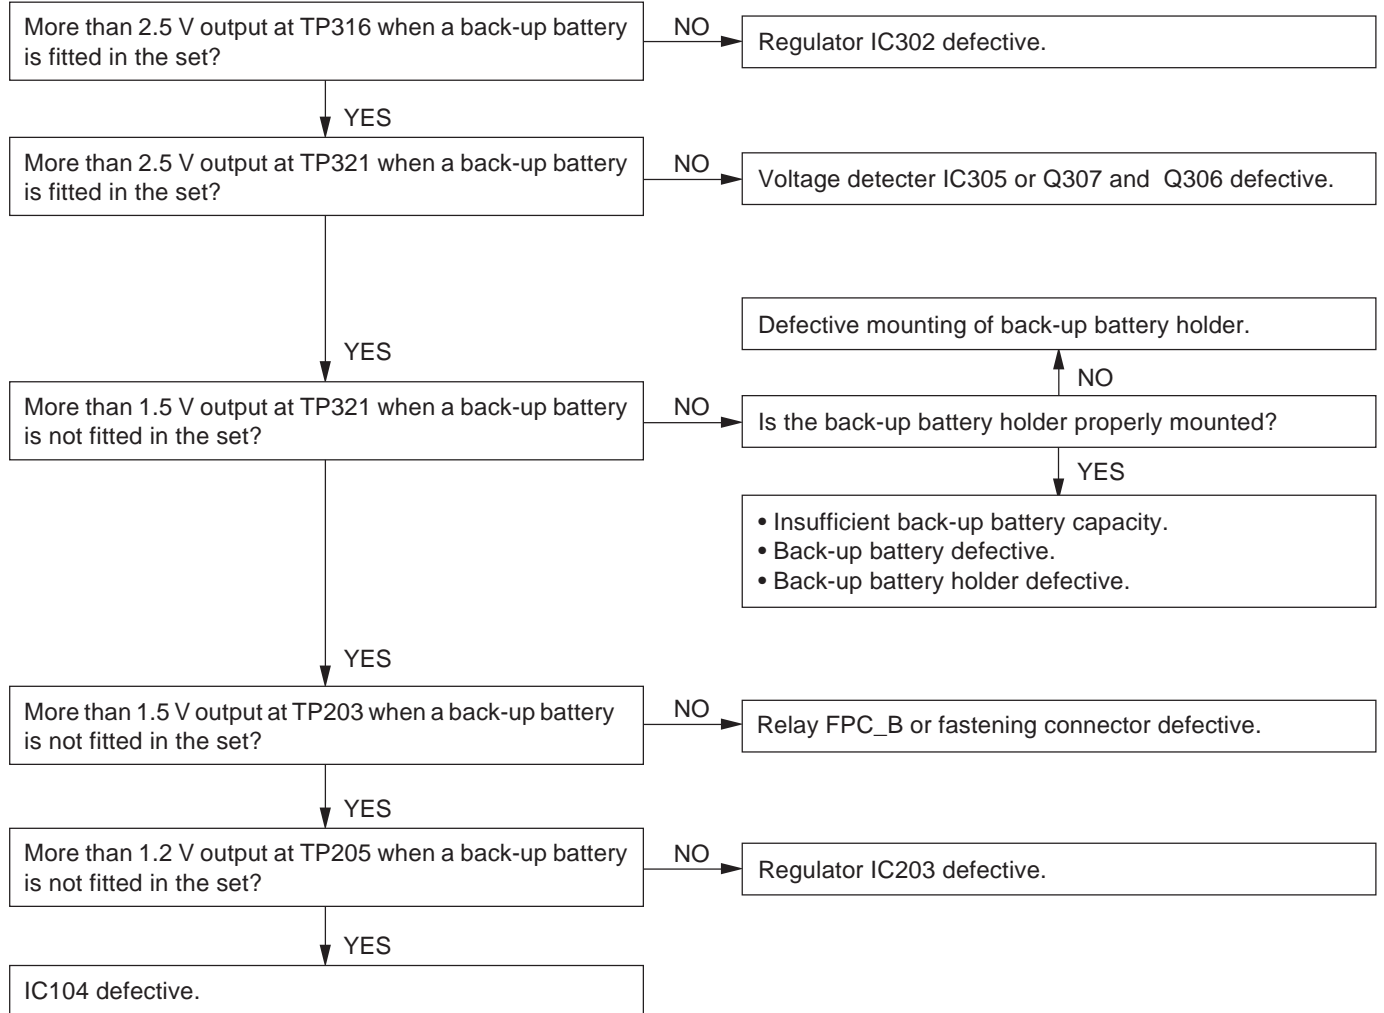 More than 2.5 V output at TP316 when a back-up battery
is fitted in the set?
NO
Regulator IC302 defective.
YES
More than 2.5 V output at TP321 when a back-up battery
is fitted in the set?
NO
Voltage detecter IC305 or Q307 and Q306 defective.
YES
Defective mounting of back-up battery holder.
NO
More than 1.5 V output at TP321 when a back-up battery
is not fitted in the set?
NO
Is the back-up battery holder properly mounted?
YES
• Insufficient back-up battery capacity.
• Back-up battery defective.
• Back-up battery holder defective.
YES
More than 1.5 V output at TP203 when a back-up battery
is not fitted in the set?
NO
Relay FPC_B or fastening connector defective.
YES
More than 1.2 V output at TP205 when a back-up battery
is not fitted in the set?
NO
Regulator IC203 defective.
YES
IC104 defective.